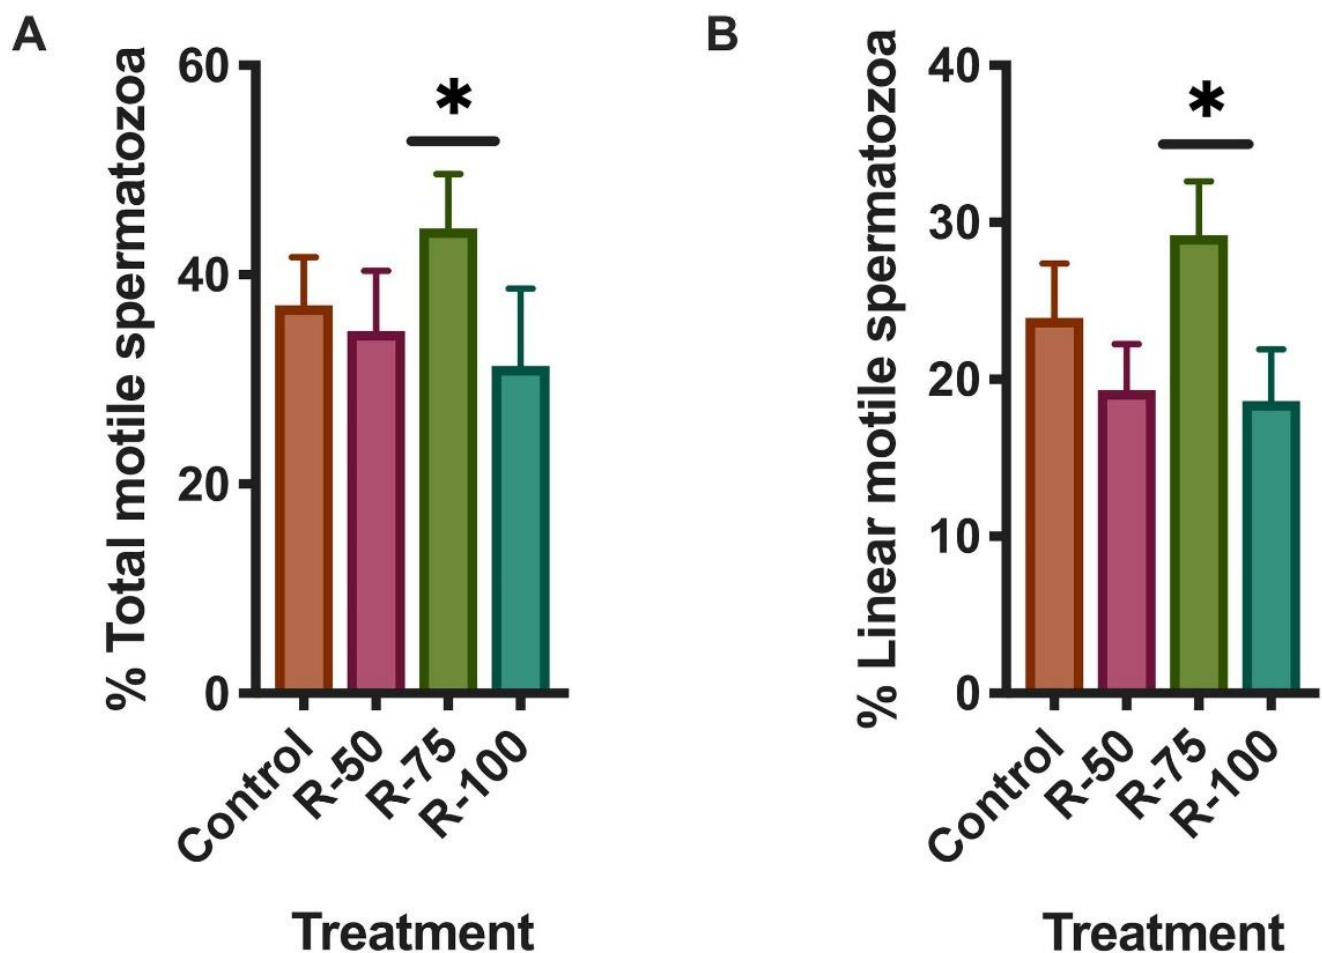 A
% Total motile spermatozoa
60
40
20
0
Control
R-50
R-75
R-100
*
Treatment
B
% Linear motile spermatozoa
40
30
20
10
0
Control
R-50
R-75
R-100
*
Treatment